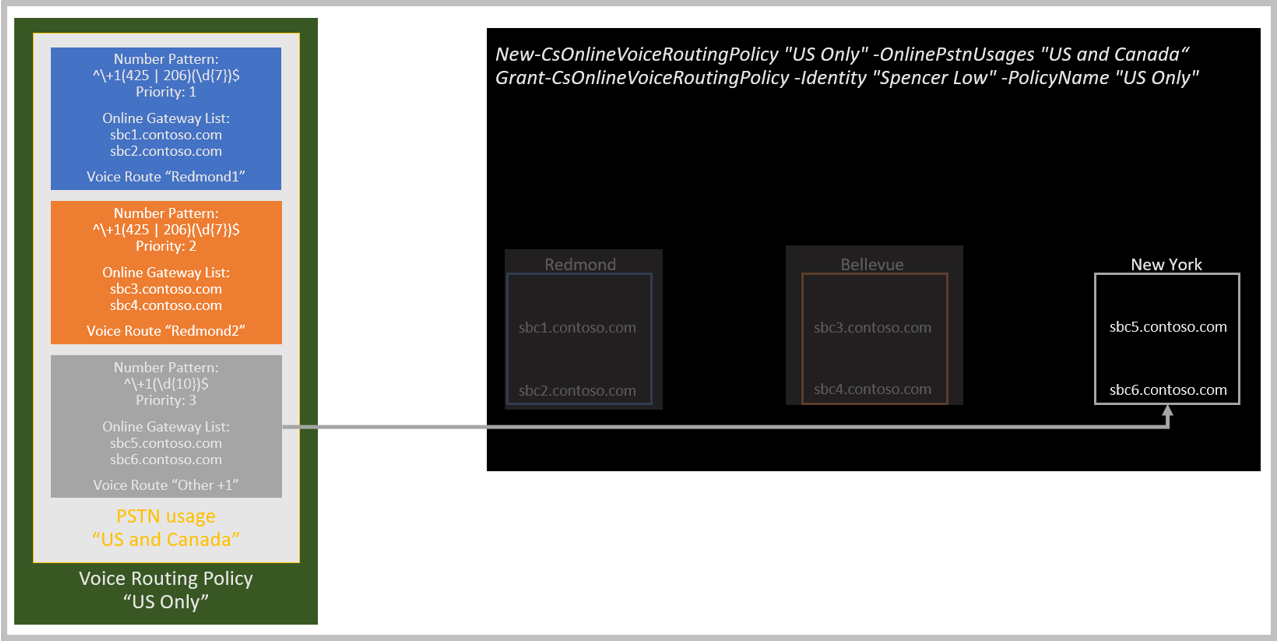 Number Pattern:
^\+1(425 | 206)(\d{7})$
Priority: 1
Online Gateway List:
sbc1.contoso.com
sbc2.contoso.com
Voice Route “Redmond1”
Number Pattern:
^\+1(425 | 206)(\d{7})$
Priority: 2
Online Gateway List:
sbc3.contoso.com
sbc4.contoso.com
Voice Route “Redmond2”
Number Pattern:
^\+1(\d{10})$
Priority: 3
Online Gateway List:
sbc5.contoso.com
sbc6.contoso.com
Voice Route “Other +1”
PSTN usage
“US and Canada”
Voice Routing Policy
“US Only”
New-CsOnlineVoiceRoutingPolicy "US Only" -OnlinePstnUsages "US and Canada“
Grant-CsOnlineVoiceRoutingPolicy -Identity "Spencer Low" -PolicyName "US Only"
Redmond
sbc1.contoso.com
sbc2.contoso.com
Bellevue
sbc3.contoso.com
sbc4.contoso.com
New York
sbc5.contoso.com
sbc6.contoso.com